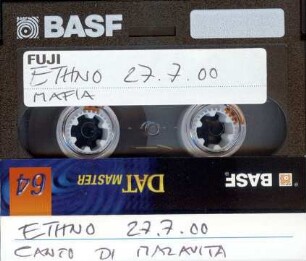 BASF
FUJI
ETHNO 27.7.00
MAFIA
64
DAT MASTER
BASF
ETHNO 27.7.00
CANTO DI MALAVITA